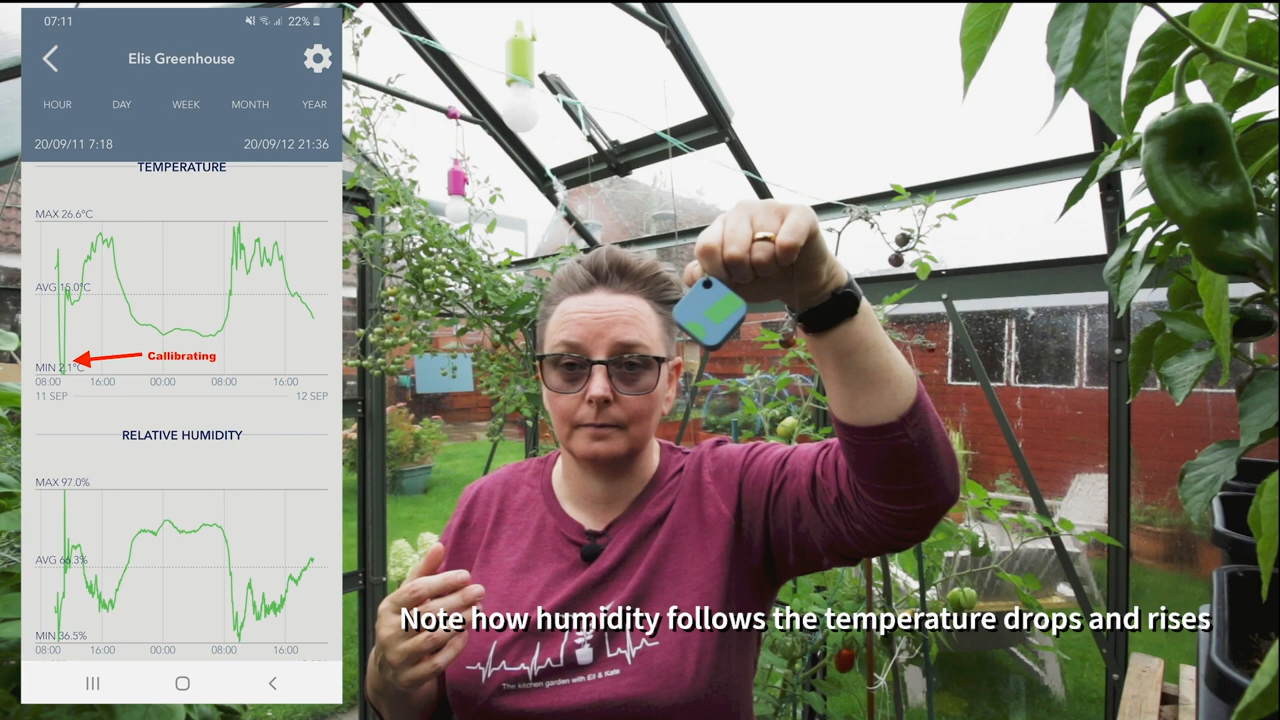 07:11 22%
Elis Greenhouse
HOUR DAY WEEK MONTH YEAR
20/09/11 7:18 20/09/12 21:36
TEMPERATURE
MAX 26.6°C
AVG 15.0°C
Callibrating
MIN 2.1°C
08:00 16:00 00:00 08:00 16:00
11 SEP 12 SEP
RELATIVE HUMIDITY
MAX 97.0%
AVG 66.3%
MIN 36.5%
08:00 16:00 00:00 08:00 16:00
Note how humidity follows the temperature drops and rises
The kitchen garden with Eli & Kate